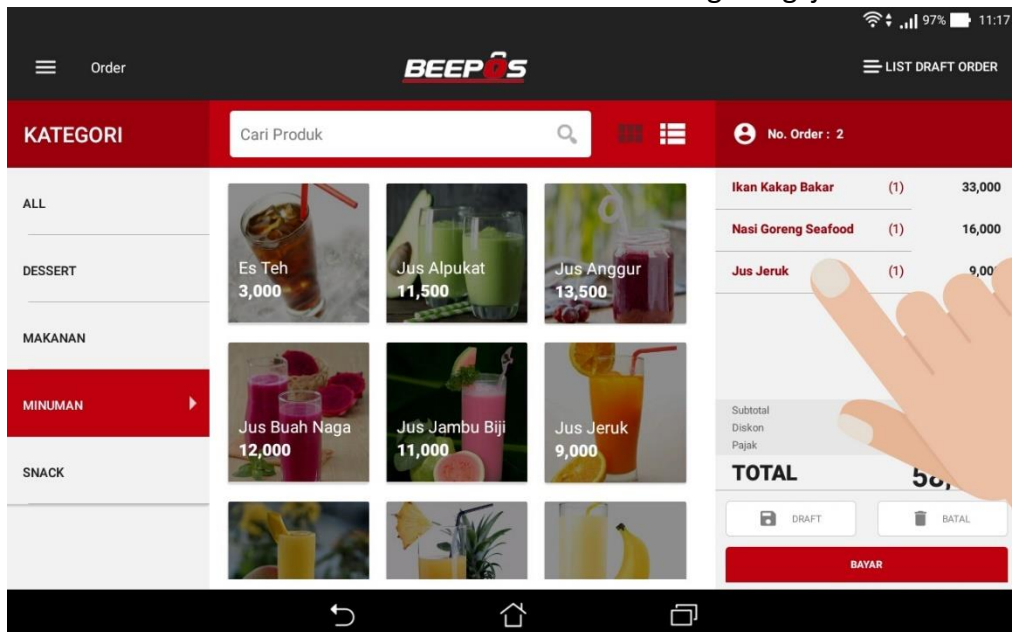 97% 11:17
Order
BEEPOS
LIST DRAFT ORDER
KATEGORI
Cari Produk
No. Order : 2
ALL
DESSERT
MAKANAN
MINUMAN
SNACK
Es Teh
3,000
Jus Alpukat
11,500
Jus Anggur
13,500
Jus Buah Naga
12,000
Jus Jambu Biji
11,000
Jus Jeruk
9,000
Ikan Kakap Bakar (1) 33,000
Nasi Goreng Seafood (1) 16,000
Jus Jeruk (1)
Subtotal
Diskon
Pajak
TOTAL
DRAFT
BATAL
BAYAR